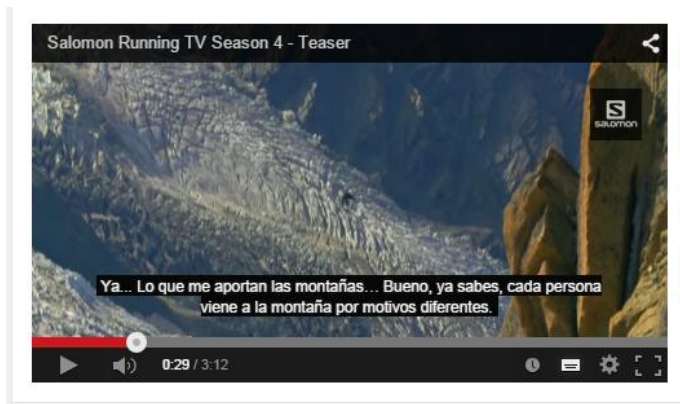 Salomon Running TV Season 4 - Teaser
S
SALOMON
Ya... Lo que me aportan las montañas... Bueno, ya sabes, cada persona
viene a la montaña por motivos diferentes.
0:29 / 3:12